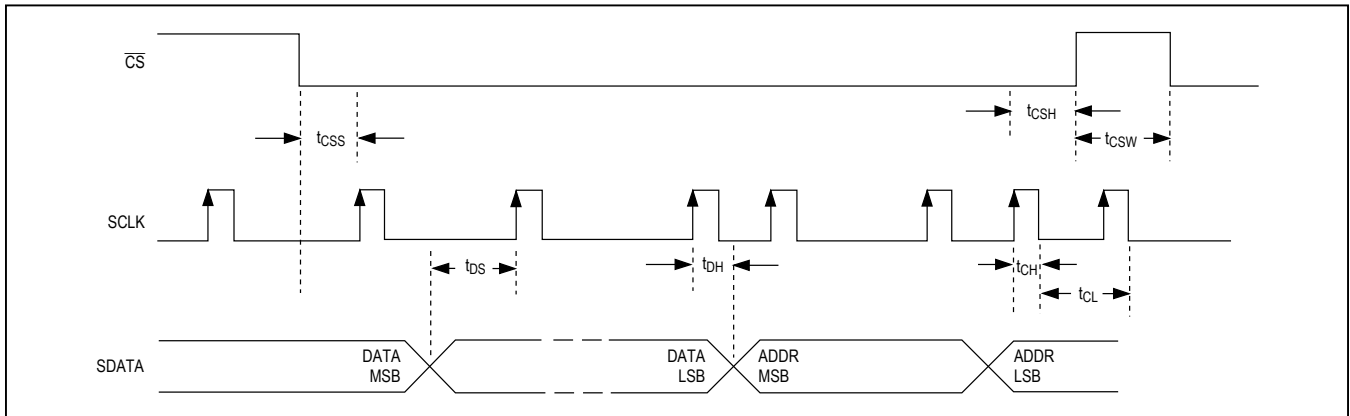 CS
tCSS
tCSH
tCSW
SCLK
tDS
tDH
tCH
tCL
SDATA
DATA
MSB
DATA
LSB
ADDR
MSB
ADDR
LSB